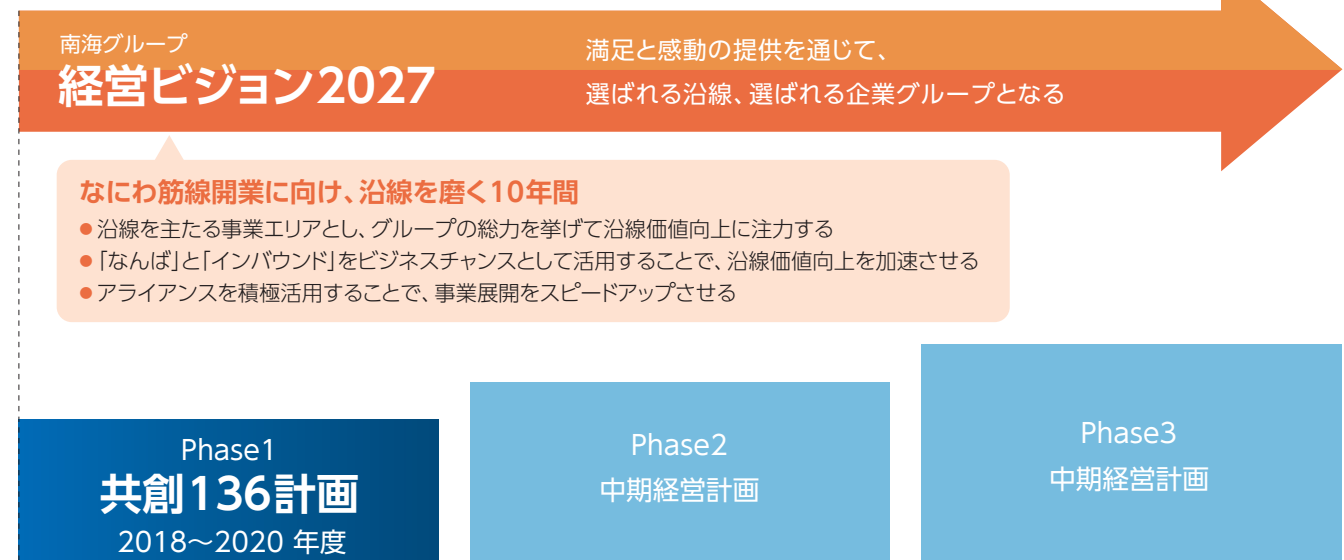 南海グループ
経営ビジョン2027
満足と感動の提供を通じて、
選ばれる沿線、選ばれる企業グループとなる
なにわ筋線開業に向け、沿線を磨く10年間
●沿線を主たる事業エリアとし、グループの総力を挙げて沿線価値向上に注力する
●「なんば」と「インバウンド」をビジネスチャンスとして活用することで、沿線価値向上を加速させる
●アライアンスを積極活用することで、事業展開をスピードアップさせる
Phase1
共創136計画
2018〜2020 年度
Phase2
中期経営計画
Phase3
中期経営計画